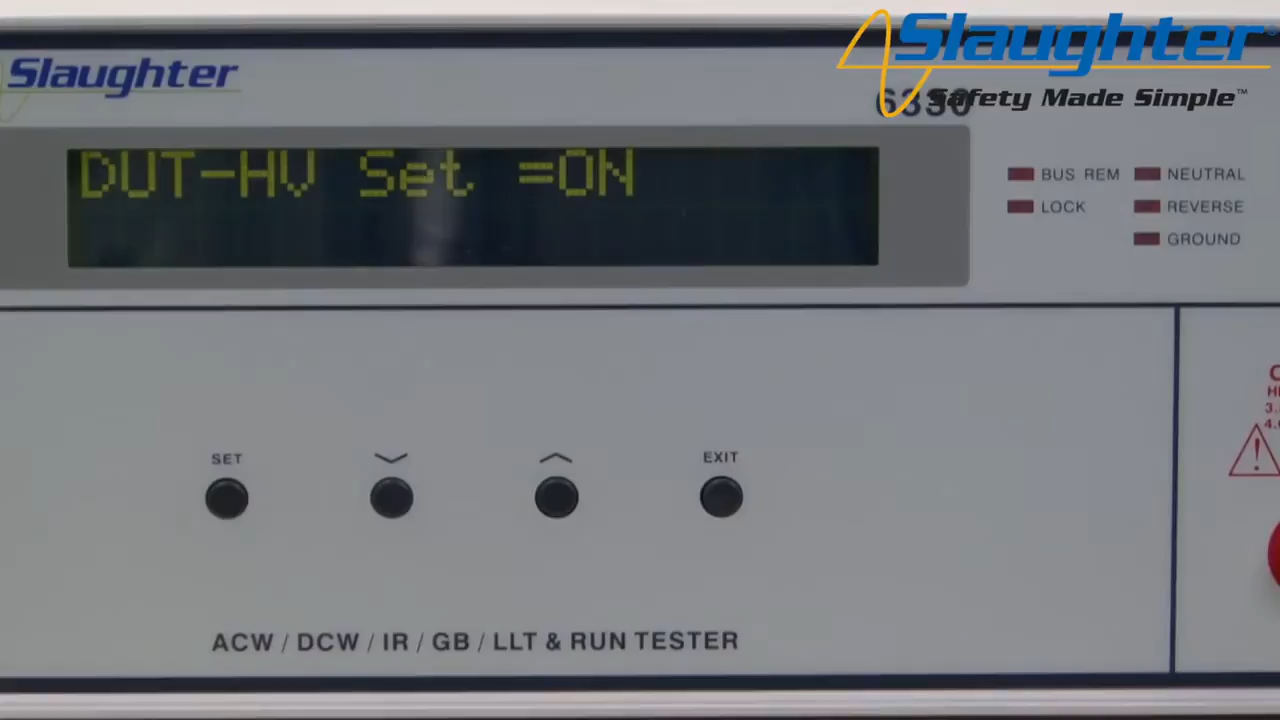 Slaughter
Slaughter®
Safety Made Simple™
DUT-HV Set =ON
BUS REM
NEUTRAL
LOCK
REVERSE
GROUND
SET
EXIT
ACW / DCW / IR / GB / LLT & RUN TESTER